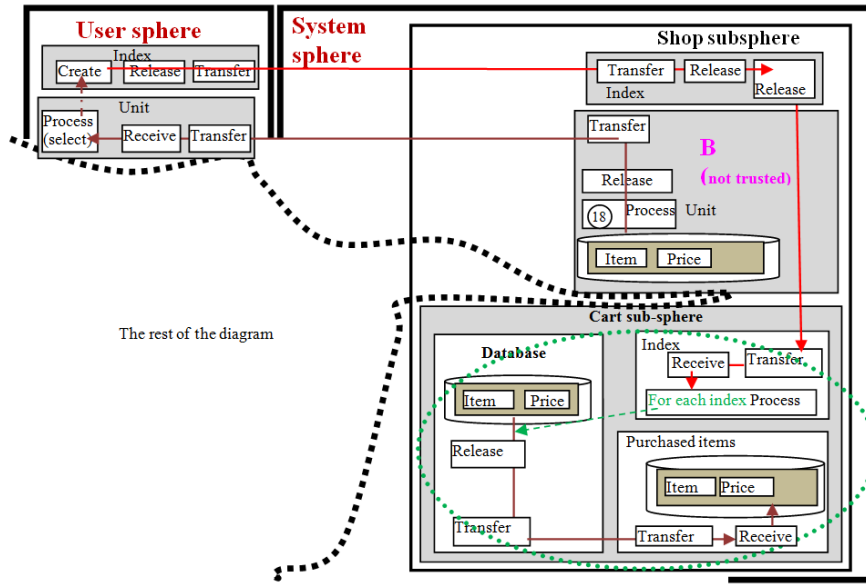 User sphere
Index
Create
Release
Transfer
Unit
Process
(select)
Receive
Transfer
System
sphere
Shop subsphere
Transfer
Release
Release
Index
Transfer
B
(not trusted)
Release
18
Process
Unit
Item
Price
The rest of the diagram
Cart sub-sphere
Database
Item
Price
Release
Transfer
Index
Receive
Transfer
For each index Process
Purchased items
Item
Price
Transfer
Receive